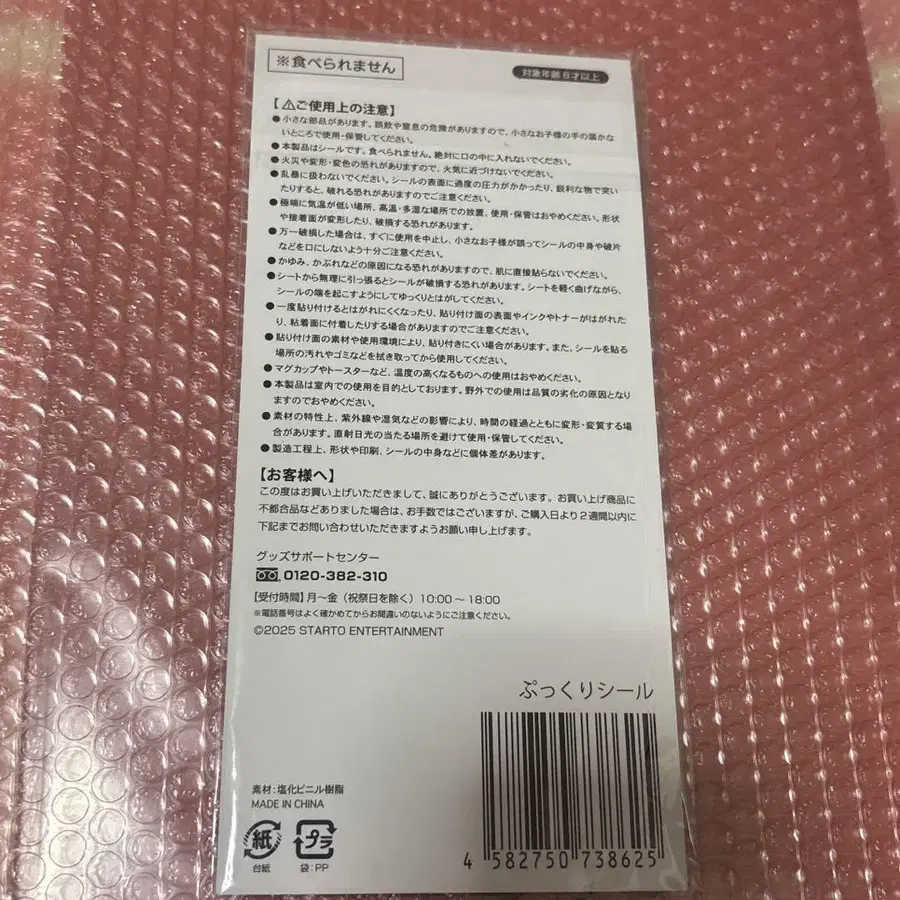 ※食べられません
対象年齢8才以上
【⚠ご使用上の注意】
●小さな部品があります。誤飲や窒息の危険がありますので、小さなお子様の手の届かな
いところで使用・保管してください。
●本製品はシールです。食べられません。絶対に口の中に入れないでください。
●火災や変形・変色の恐れがありますので、火気に近づけないでください。
●乱暴に扱わないでください。シールの表面に過度の圧力がかかったり、鋭利な物で突い
たりすると、破れる恐れがありますのでご注意ください。
●極端に気温が低い場所、高温・多湿な場所での放置、使用・保管はおやめください。形状
や接着面が変形したり、破損する恐れがあります。
●万一破損した場合は、すぐに使用を中止し、小さなお子様が誤ってシールの中身や破片
などを口にしないよう十分ご注意ください。
●かゆみ、かぶれなどの原因になる恐れがありますので、肌に直接貼らないでください。
●シートから無理に引っ張るとシールが破損する恐れがあります。シートを軽く曲げながら、
シールの端を起こすようにしてゆっくりとはがしてください。
●一度貼り付けるとはがれにくくなったり、貼り付け面の表面やインクやトナーがはがれた
り、粘着面に付着したりする場合がありますのでご注意ください。
●貼り付け面の素材や使用環境により、貼り付きにくい場合があります。また、シールを貼る
場所の汚れやゴミなどを拭き取ってから使用してください。
●マグカップやトースターなど、温度の高くなるものへの使用はおやめください。
●本製品は室内での使用を目的としております。野外での使用は品質の劣化の原因となり
ますのでおやめください。
●素材の特性上、紫外線や湿気などの影響により、時間の経過とともに変形・変質する場
合があります。直射日光の当たる場所を避けて使用・保管してください。
●製造工程上、形状や印刷、シールの中身などに個体差があります。
【お客様へ】
この度はお買い上げいただきまして、誠にありがとうございます。お買い上げ商品に
不都合品などありました場合は、お手数ではございますが、ご購入日より2週間以内に
下記までお問い合わせいただきますようお願い申し上げます。
グッズサポートセンター
0120-382-310
【受付時間】月～金（祝祭日を除く）10:00～18:00
※電話番号はよく確かめてからお間違いのないようにご注意ください。
©2025 STARTO ENTERTAINMENT
ぷっくりシール
素材:塩化ビニル樹脂
MADE IN CHINA
紙
プラ
台紙
袋:PP
4 582750 738625